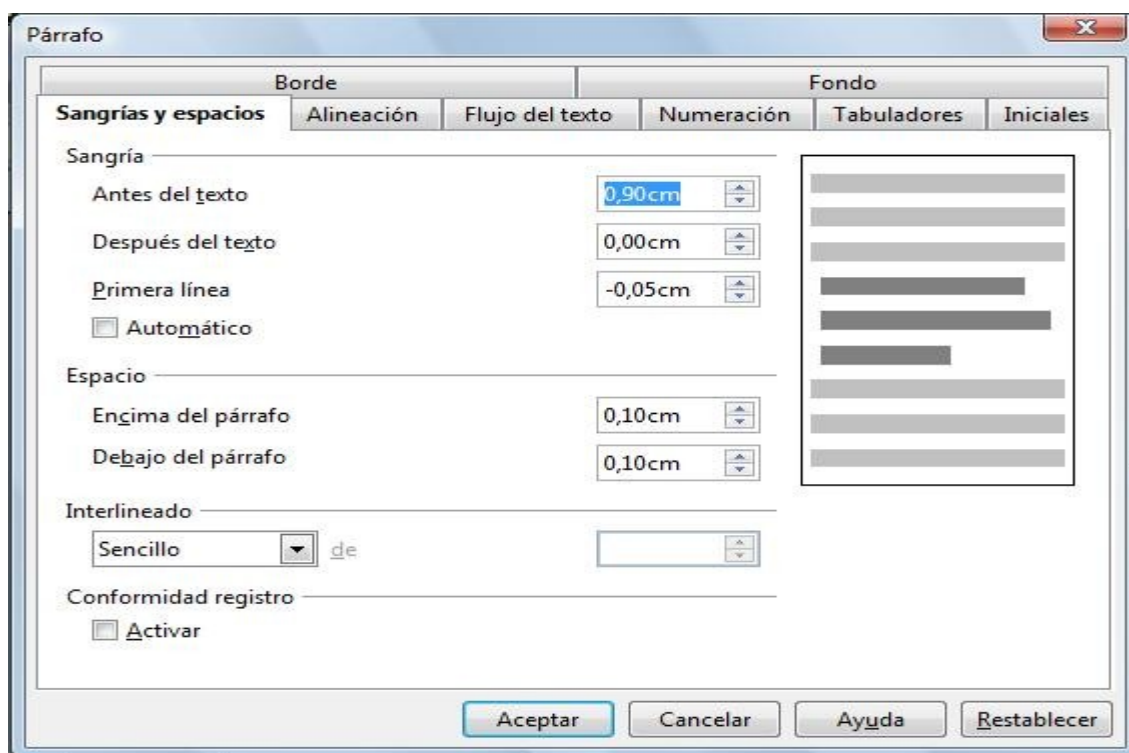 Párrafo
Borde Fondo
Sangrías y espacios Alineación Flujo del texto Numeración Tabuladores Iniciales
Sangría
Antes del texto 0,90cm
Después del texto 0,00cm
Primera línea -0,05cm
Automático
Espacio
Encima del párrafo 0,10cm
Debajo del párrafo 0,10cm
Interlineado
Sencillo de
Conformidad registro
Activar
Aceptar Cancelar Ayuda Restablecer